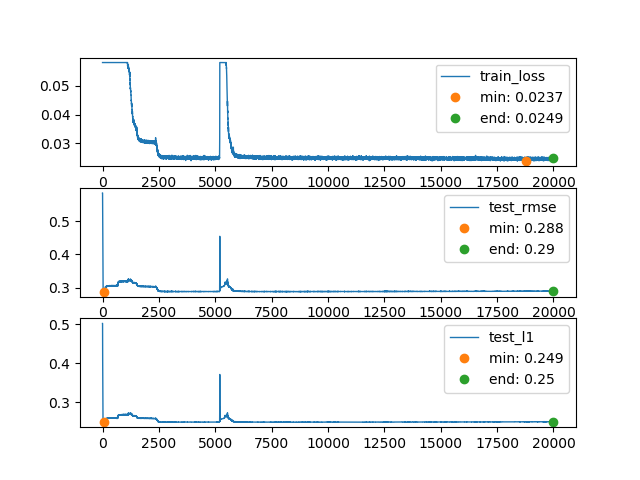 train_loss
min: 0.0237
end: 0.0249
0.05
0.04
0.03
0 2500 5000 7500 10000 12500 15000 17500 20000
test_rmse
min: 0.288
end: 0.29
0.5
0.4
0.3
0 2500 5000 7500 10000 12500 15000 17500 20000
test_l1
min: 0.249
end: 0.25
0.5
0.4
0.3
0 2500 5000 7500 10000 12500 15000 17500 20000